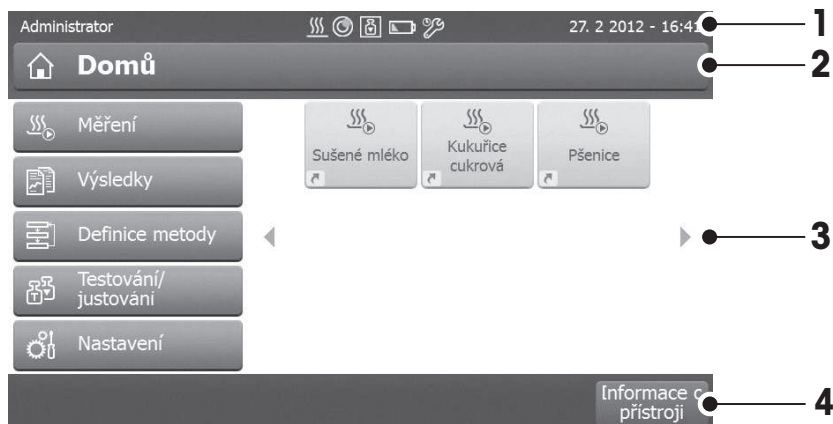 Administrator
27. 2 2012 - 16:41
1
Domů
2
Měření
Sušené mléko
Kukuřice
cukrová
Pšenice
Výsledky
Definice metody
3
Testování/
justování
Nastavení
Informace o
přístroji
4